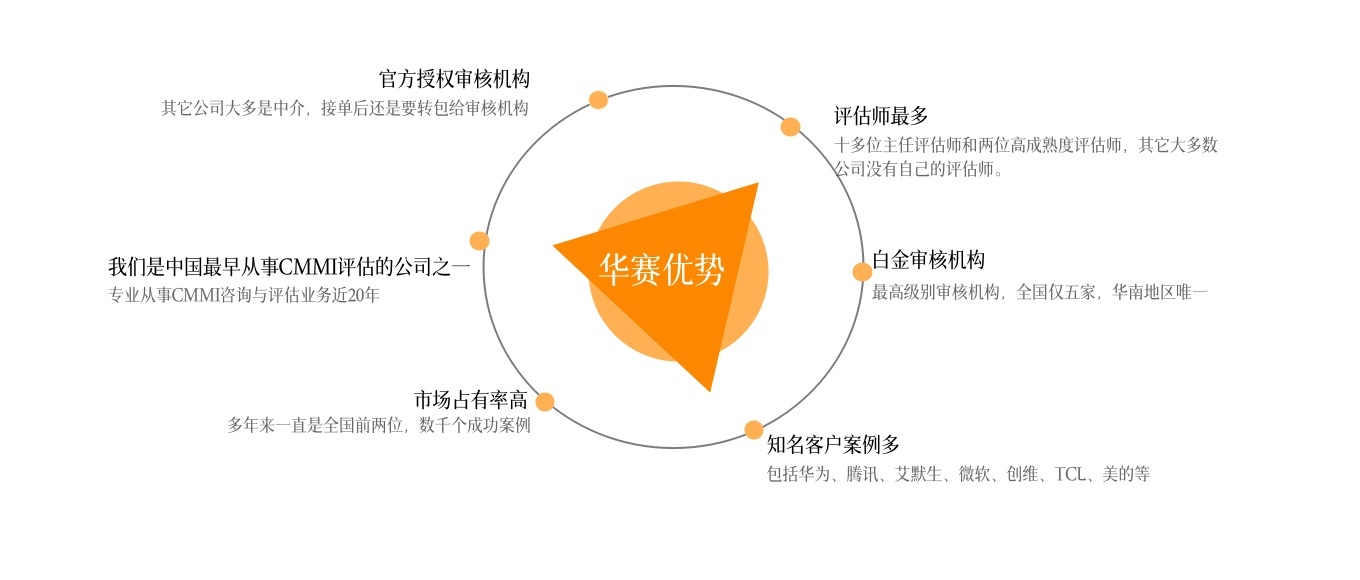 官方授权审核机构
其它公司大多是中介，接单后还是要转包给审核机构
评估师最多
十多位主任评估师和两位高成熟度评估师，其它大多数
公司没有自己的评估师。
华赛优势
我们是中国最早从事CMMI评估的公司之一
专业从事CMMI咨询与评估业务近20年
白金审核机构
最高级别审核机构，全国仅五家，华南地区唯一
市场占有率高
多年来一直是全国前两位，数千个成功案例
知名客户案例多
包括华为、腾讯、艾默生、微软、创维、TCL、美的等